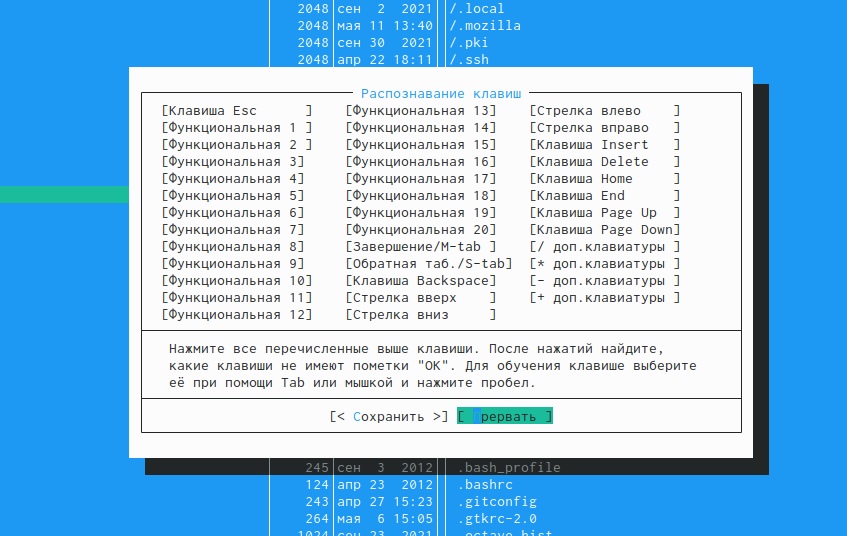 2048 сен  2  2021 /.local
2048 мая 11 13:40 /.mozilla
2048 сен 30  2021 /.pki
2048 апр 22 18:11 /.ssh
Распознавание клавиш
[Клавиша Esc      ] [Функциональная 13] [Стрелка влево    ]
[Функциональная 1 ] [Функциональная 14] [Стрелка вправо   ]
[Функциональная 2 ] [Функциональная 15] [Клавиша Insert   ]
[Функциональная 3] [Функциональная 16] [Клавиша Delete   ]
[Функциональная 4] [Функциональная 17] [Клавиша Home     ]
[Функциональная 5] [Функциональная 18] [Клавиша End      ]
[Функциональная 6] [Функциональная 19] [Клавиша Page Up  ]
[Функциональная 7] [Функциональная 20] [Клавиша Page Down]
[Функциональная 8] [Завершение/M-tab ] [/ доп.клавиатуры ]
[Функциональная 9] [Обратная таб./S-tab] [* доп.клавиатуры ]
[Функциональная 10] [Клавиша Backspace] [- доп.клавиатуры ]
[Функциональная 11] [Стрелка вверх    ] [+ доп.клавиатуры ]
[Функциональная 12] [Стрелка вниз     ]
Нажмите все перечисленные выше клавиши. После нажатий найдите,
какие клавиши не имеют пометки "OK". Для обучения клавише выберите
её при помощи Tab или мышкой и нажмите пробел.
[< Сохранить >] [ Прервать ]
245 сен  3  2012 .bash_profile
124 апр 23  2012 .bashrc
243 апр 27 15:23 .gitconfig
264 мая  6 15:05 .gtkrc-2.0
1024 сен 23  2021 .octave_hist